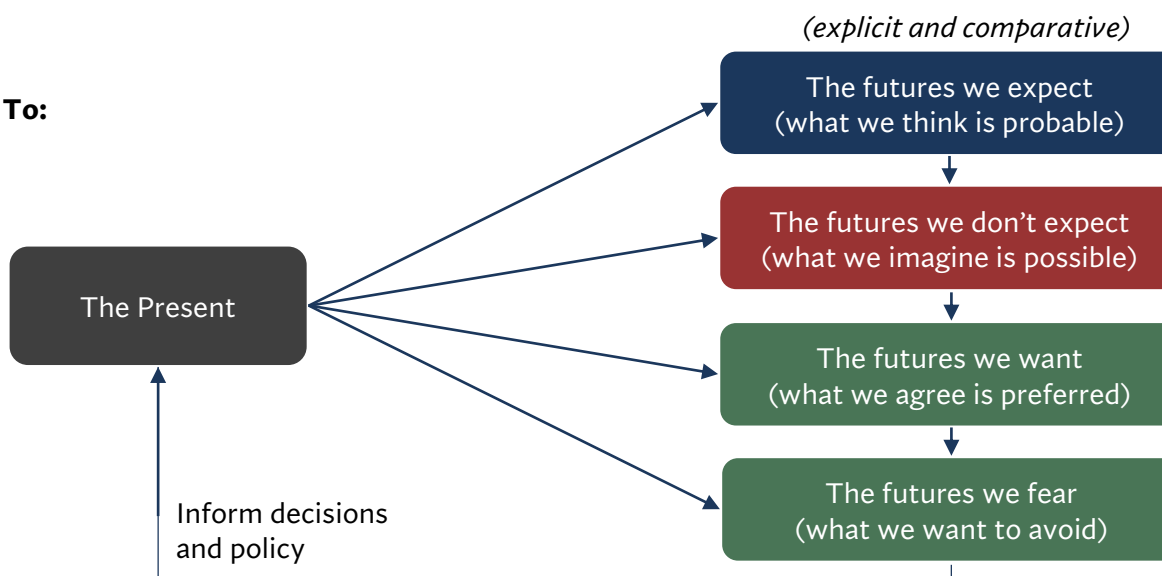 (explicit and comparative)
To:
The futures we expect
(what we think is probable)
The futures we don’t expect
(what we imagine is possible)
The Present
The futures we want
(what we agree is preferred)
The futures we fear
(what we want to avoid)
Inform decisions
and policy